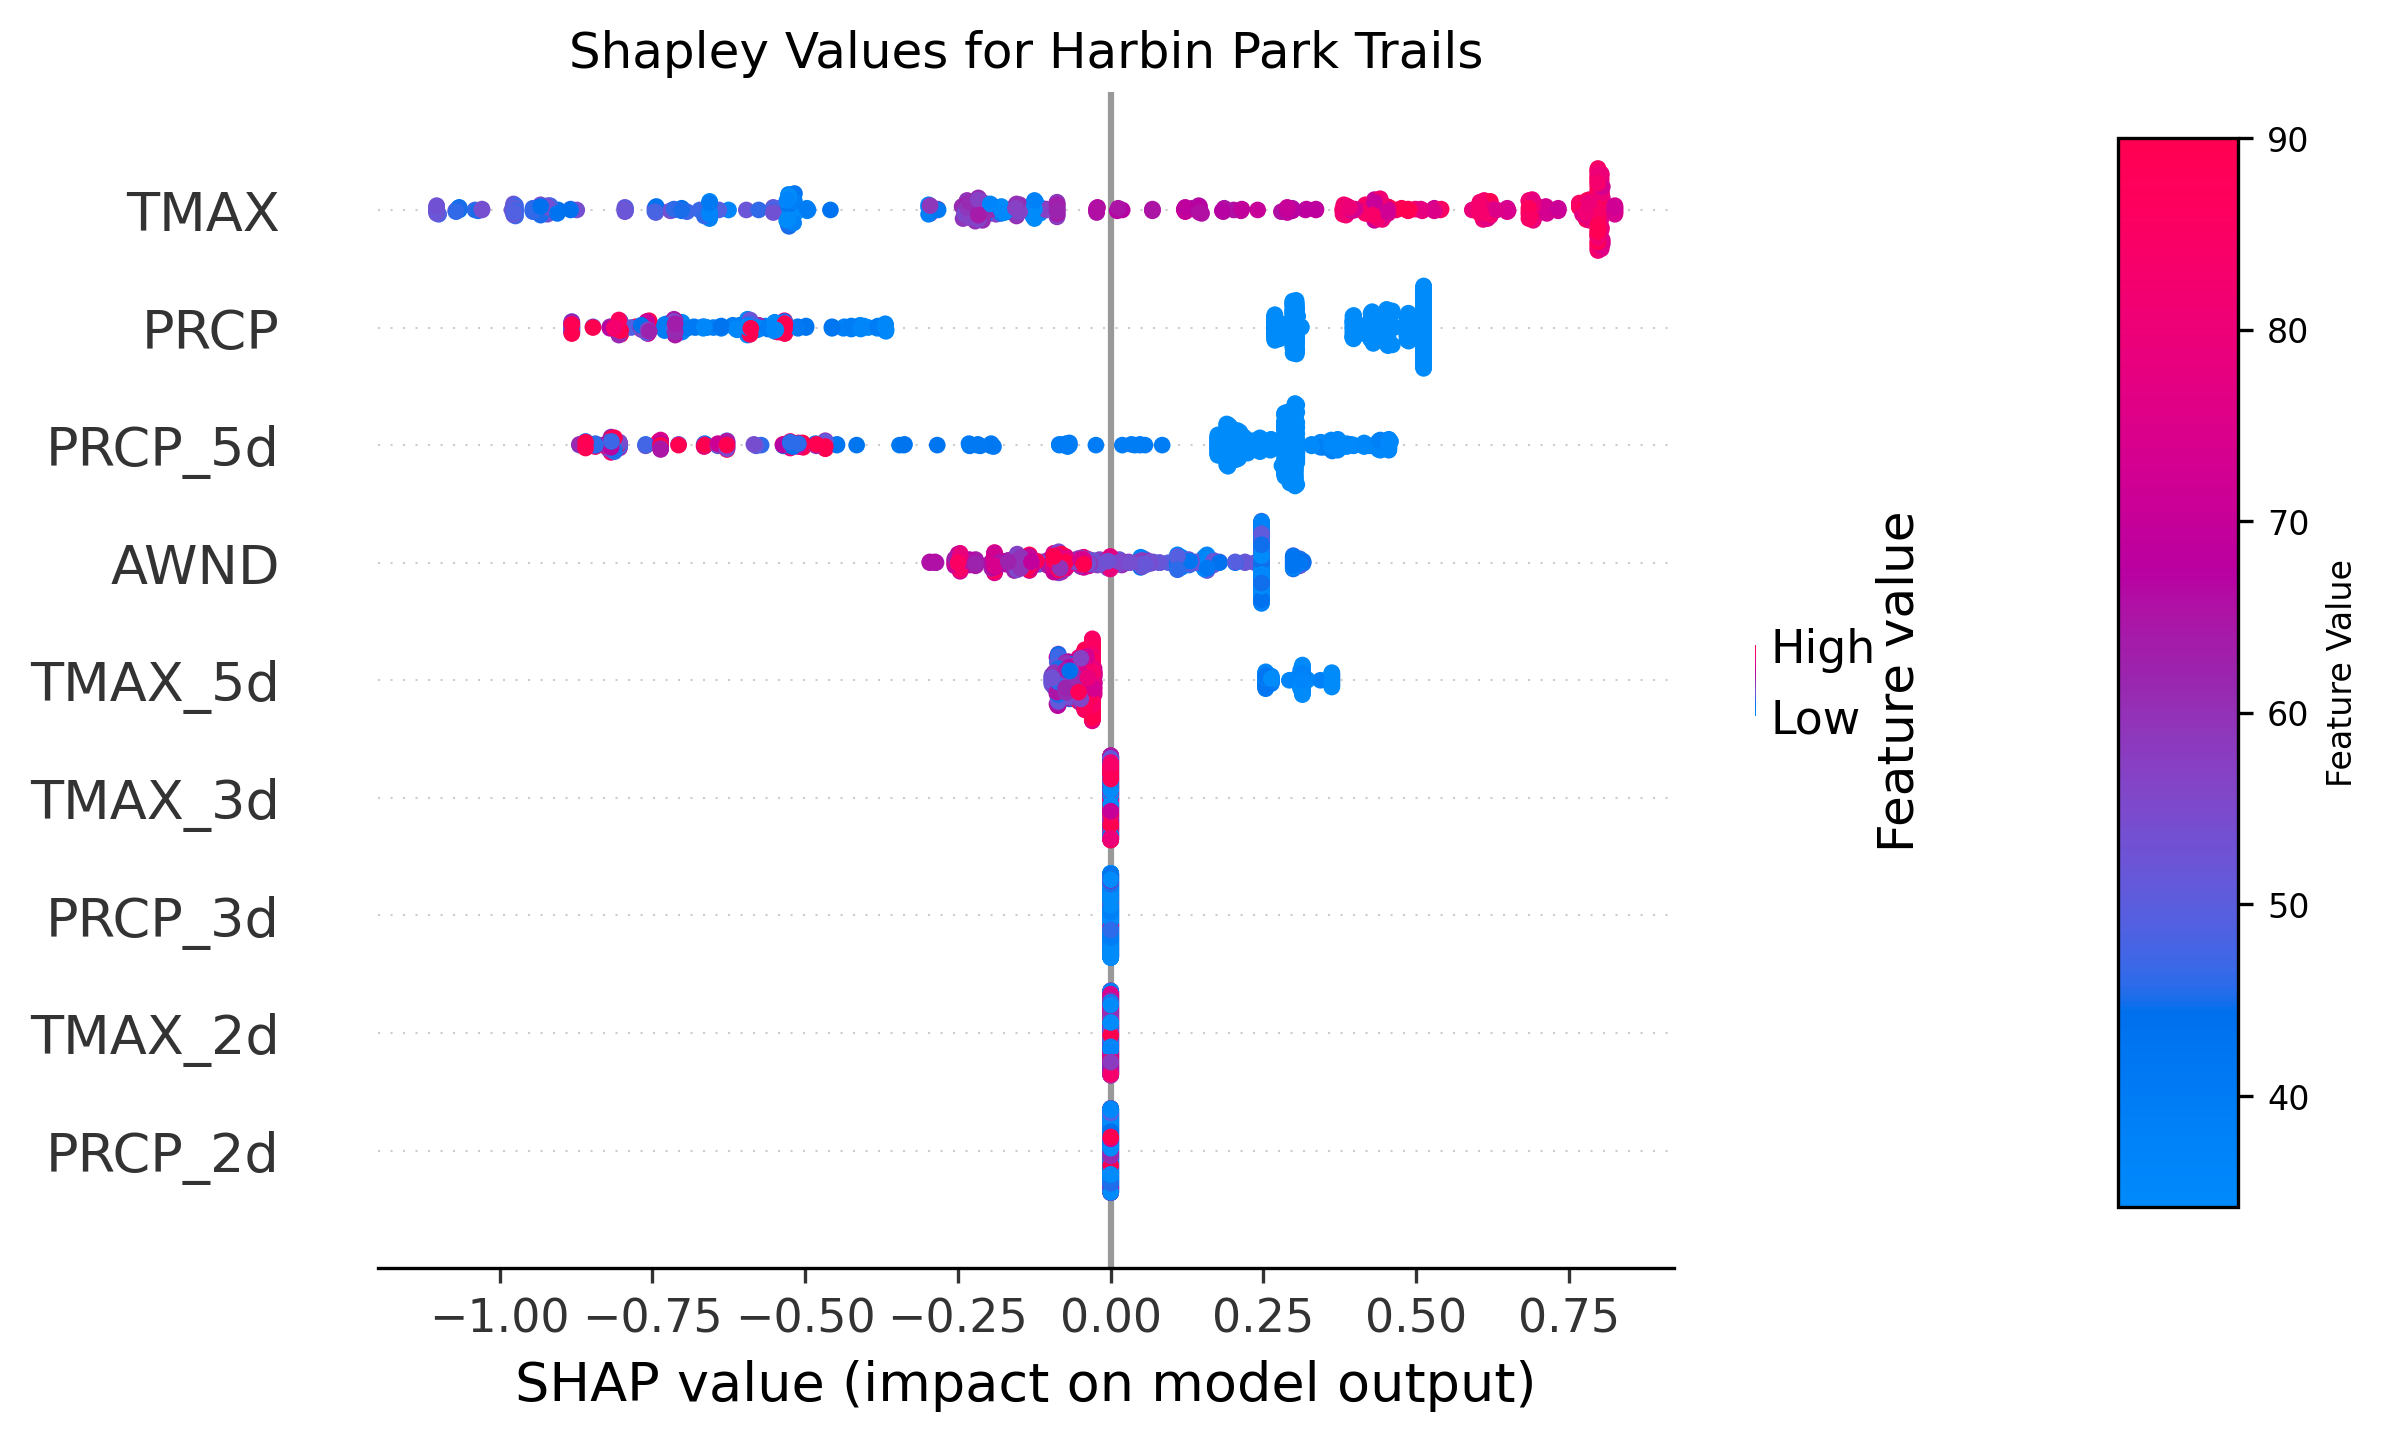 Shapley Values for Harbin Park Trails
TMAX
PRCP
PRCP_5d
AWND
TMAX_5d
TMAX_3d
PRCP_3d
TMAX_2d
PRCP_2d
−1.00 −0.75 −0.50 −0.25 0.00 0.25 0.50 0.75
SHAP value (impact on model output)
High
Low
Feature value
90
80
70
60
50
40
Feature Value